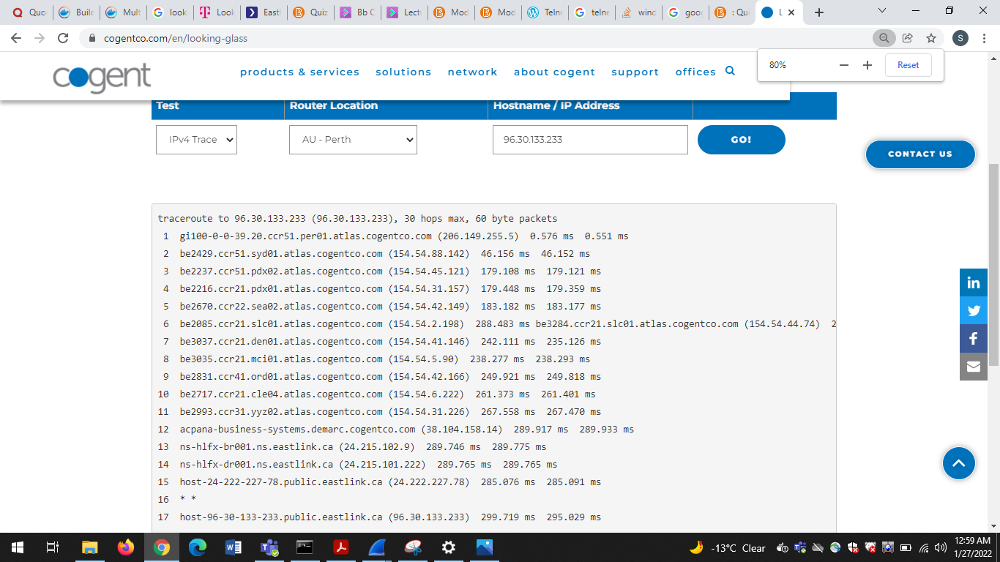 Quo
Build
Mult
look
Look
Eastl
Quiz
Bb C
Lect
Mod
Mod
Telne
telne
wind
goog
: Qui
L
cogentco.com/en/looking-glass
S
80%
Reset
cogent
products & services solutions network about cogent support offices
Test Router Location Hostname / IP Address
IPv4 Trace AU - Perth 96.30.133.233 GO!
CONTACT US
traceroute to 96.30.133.233 (96.30.133.233), 30 hops max, 60 byte packets
1 gi100-0-0-39.20.ccr51.per01.atlas.cogentco.com (206.149.255.5) 0.576 ms 0.551 ms
2 be2429.ccr51.syd01.atlas.cogentco.com (154.54.88.142) 46.156 ms 46.152 ms
3 be2237.ccr51.pdx02.atlas.cogentco.com (154.54.45.121) 179.108 ms 179.121 ms
4 be2216.ccr21.pdx01.atlas.cogentco.com (154.54.31.157) 179.448 ms 179.359 ms
5 be2670.ccr22.sea02.atlas.cogentco.com (154.54.42.149) 183.182 ms 183.177 ms
6 be2085.ccr21.slc01.atlas.cogentco.com (154.54.2.198) 288.483 ms be3284.ccr21.slc01.atlas.cogentco.com (154.54.44.74) 2
7 be3037.ccr21.den01.atlas.cogentco.com (154.54.41.146) 242.111 ms 235.126 ms
8 be3035.ccr21.mci01.atlas.cogentco.com (154.54.5.90) 238.277 ms 238.293 ms
9 be2831.ccr41.ord01.atlas.cogentco.com (154.54.42.166) 249.921 ms 249.818 ms
10 be2717.ccr21.cle04.atlas.cogentco.com (154.54.6.222) 261.373 ms 261.401 ms
11 be2993.ccr31.yyz02.atlas.cogentco.com (154.54.31.226) 267.558 ms 267.470 ms
12 acpana-business-systems.demarc.cogentco.com (38.104.158.14) 289.917 ms 289.933 ms
13 ns-hlfx-br001.ns.eastlink.ca (24.215.102.9) 289.746 ms 289.775 ms
14 ns-hlfx-dr001.ns.eastlink.ca (24.215.101.222) 289.765 ms 289.765 ms
15 host-24-222-227-78.public.eastlink.ca (24.222.227.78) 285.076 ms 285.091 ms
16 * *
17 host-96-30-133-233.public.eastlink.ca (96.30.133.233) 299.719 ms 295.029 ms
-13°C Clear
12:59 AM
1/27/2022